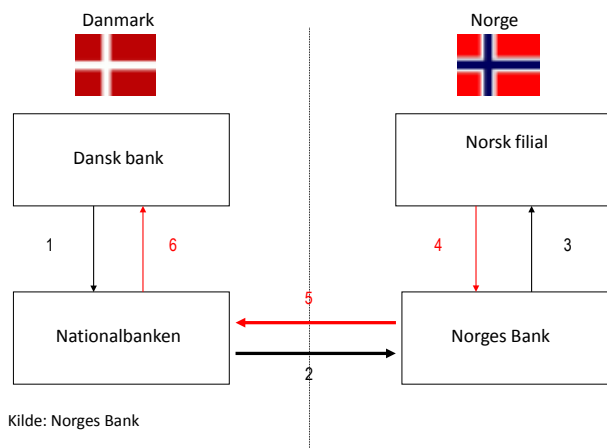 Danmark
Norge
Dansk bank
Norsk filial
1
6
4
3
5
Nationalbanken
Norges Bank
2
Kilde: Norges Bank